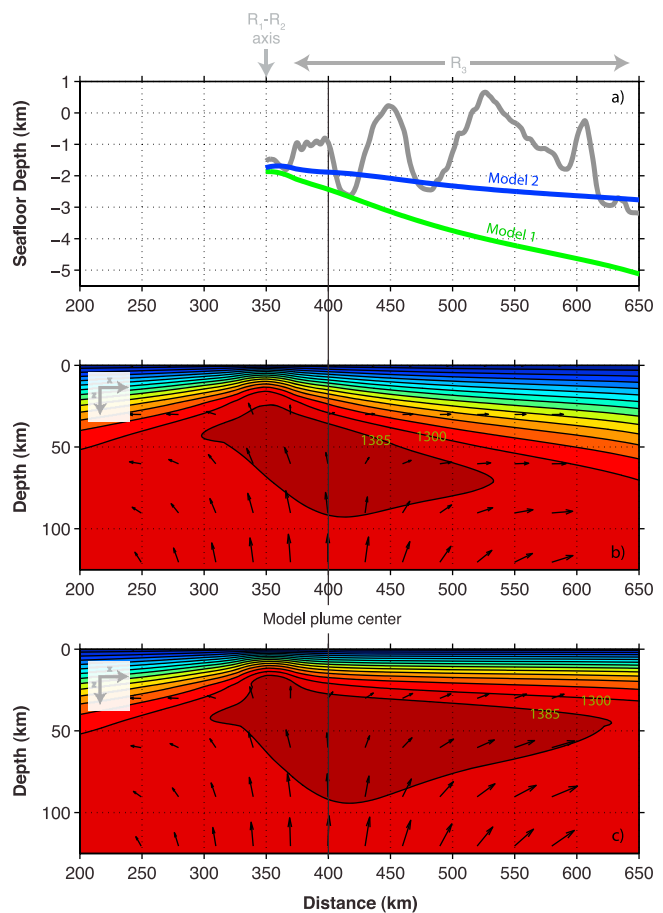 R1-R2
axis
R3
1
0
−1
−2
−3
−4
−5
Seafloor Depth (km)
a)
Model 2
Model 1
200 250 300 350 400 450 500 550 600 650
0
50
100
Depth (km)
x
z
1385
1300
b)
200 250 300 350 400 450 500 550 600 650
Model plume center
0
50
100
Depth (km)
x
z
1300
1385
c)
200 250 300 350 400 450 500 550 600 650
Distance (km)